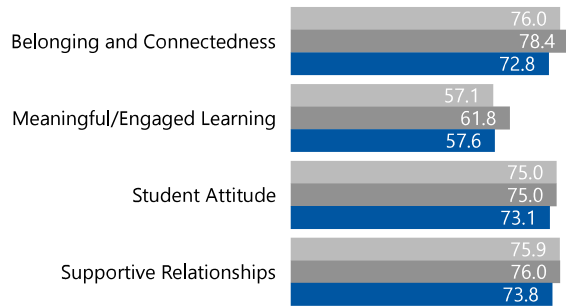 76.0
Belonging and Connectedness 78.4
72.8
57.1
Meaningful/Engaged Learning 61.8
57.6
75.0
Student Attitude 75.0
73.1
75.9
Supportive Relationships 76.0
73.8